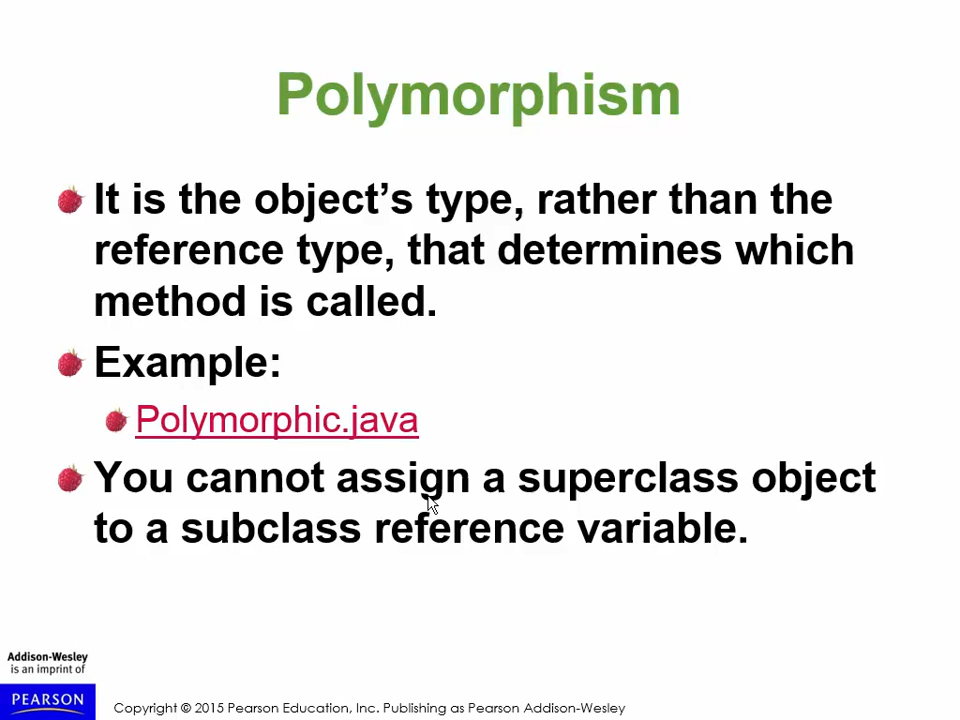 Polymorphism
It is the object’s type, rather than the
reference type, that determines which
method is called.
Example:
Polymorphic.java
You cannot assign a superclass object
to a subclass reference variable.
Addison-Wesley
is an imprint of
PEARSON
Copyright © 2015 Pearson Education, Inc. Publishing as Pearson Addison-Wesley